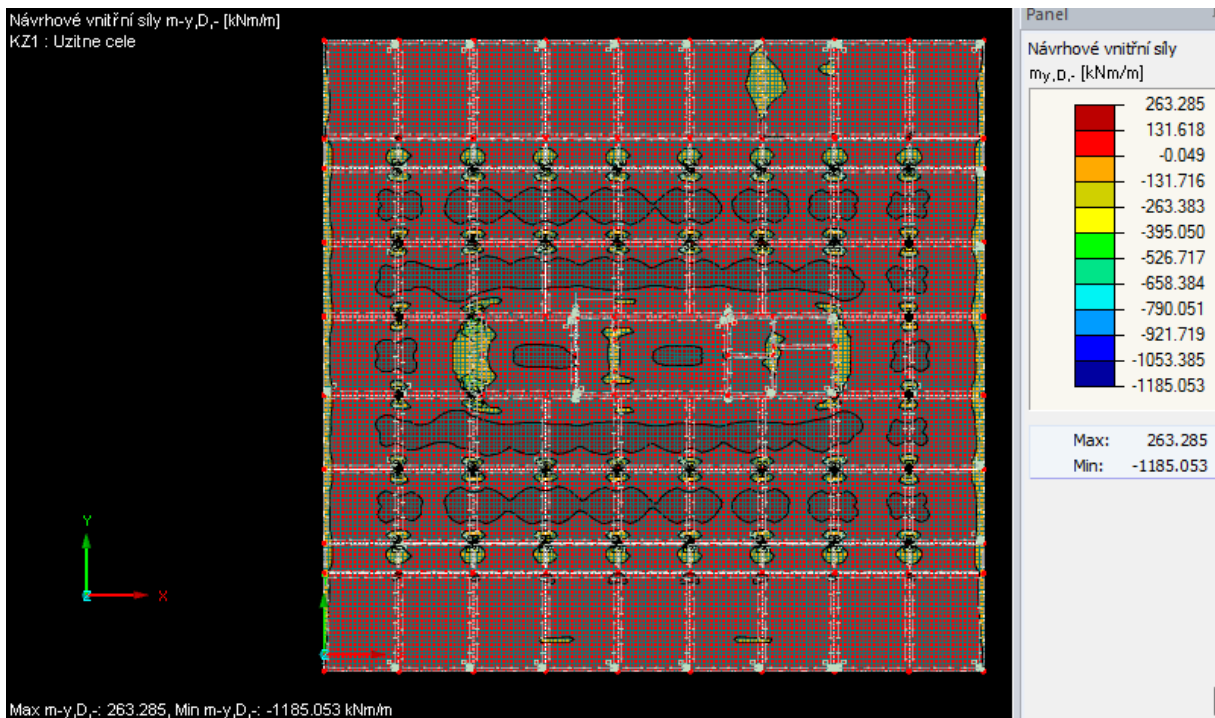 Návrhové vnitřní síly m-y,D,- [kNm/m]
KZ1 : Uzitne cele
Panel
Návrhové vnitřní síly
my,D,- [kNm/m]
263.285
131.618
-0.049
-131.716
-263.383
-395.050
-526.717
-658.384
-790.051
-921.719
-1053.385
-1185.053
Max: 263.285
Min: -1185.053
Y
Z X
X
Max m-y,D,-: 263.285, Min m-y,D,-: -1185.053 kNm/m